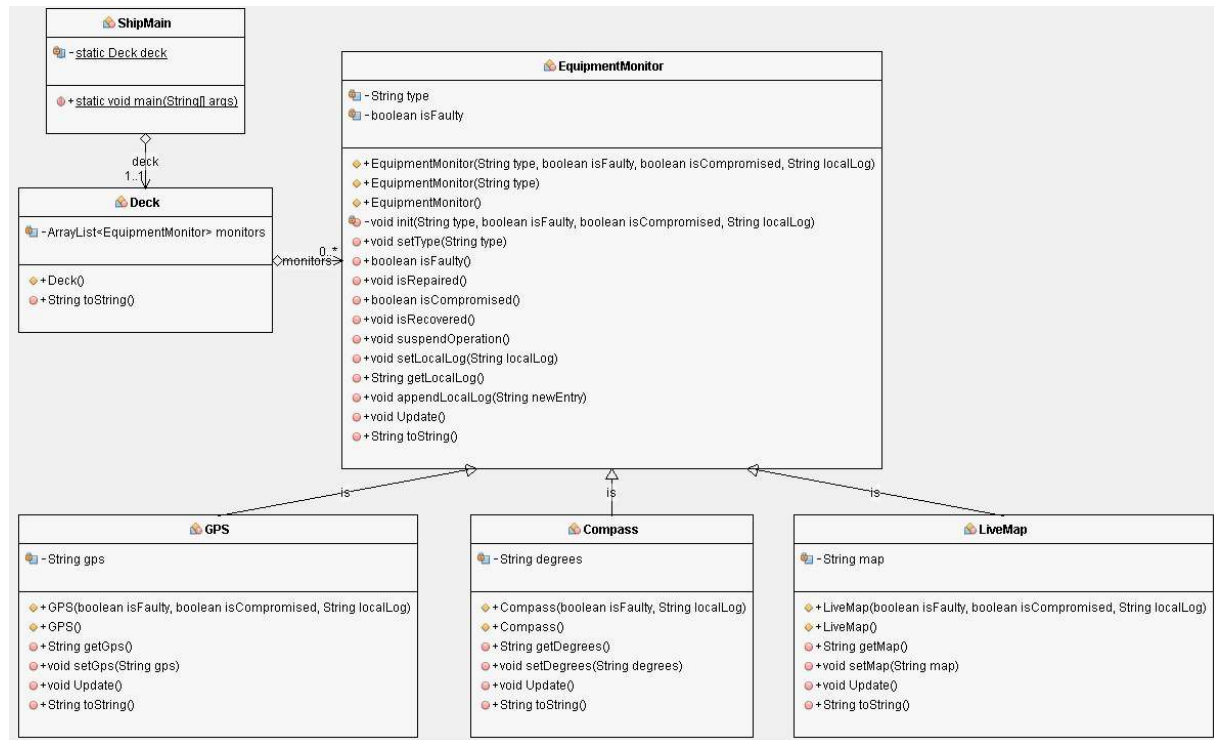 ShipMain
- static Deck deck
+ static void main(String[] args)
deck
1..1
Deck
- ArrayList<EquipmentMonitor> monitors
+ Deck()
+ String toString()
0..*
monitors
EquipmentMonitor
- String type
- boolean isFaulty
+ EquipmentMonitor(String type, boolean isFaulty, boolean isCompromised, String localLog)
+ EquipmentMonitor(String type)
+ EquipmentMonitor()
- void init(String type, boolean isFaulty, boolean isCompromised, String localLog)
+ void setType(String type)
+ boolean isFaulty()
+ void isRepaired()
+ boolean isCompromised()
+ void isRecovered()
+ void suspendOperation()
+ void setLocalLog(String localLog)
+ String getLocalLog()
+ void appendLocalLog(String newEntry)
+ void Update()
+ String toString()
is
is
is
GPS
- String gps
+ GPS(boolean isFaulty, boolean isCompromised, String localLog)
+ GPS()
+ String getGps()
+ void setGps(String gps)
+ void Update()
+ String toString()
Compass
- String degrees
+ Compass(boolean isFaulty, String localLog)
+ Compass()
+ String getDegrees()
+ void setDegrees(String degrees)
+ void Update()
+ String toString()
LiveMap
- String map
+ LiveMap(boolean isFaulty, boolean isCompromised, String localLog)
+ LiveMap()
+ String getMap()
+ void setMap(String map)
+ void Update()
+ String toString()